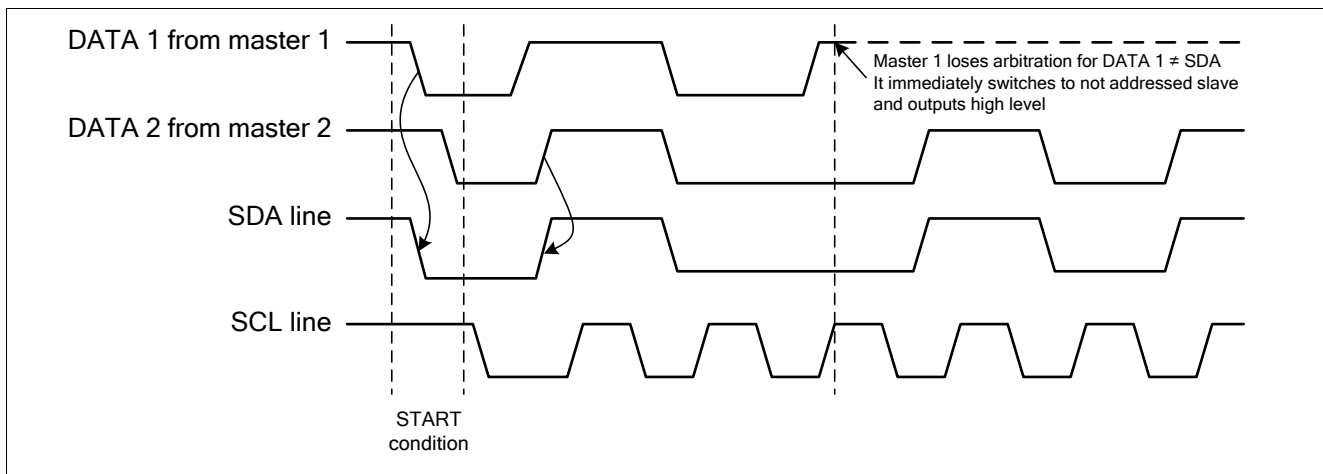 DATA 1 from master 1
Master 1 loses arbitration for DATA 1 ≠ SDA
It immediately switches to not addressed slave
and outputs high level
DATA 2 from master 2
SDA line
SCL line
START
condition